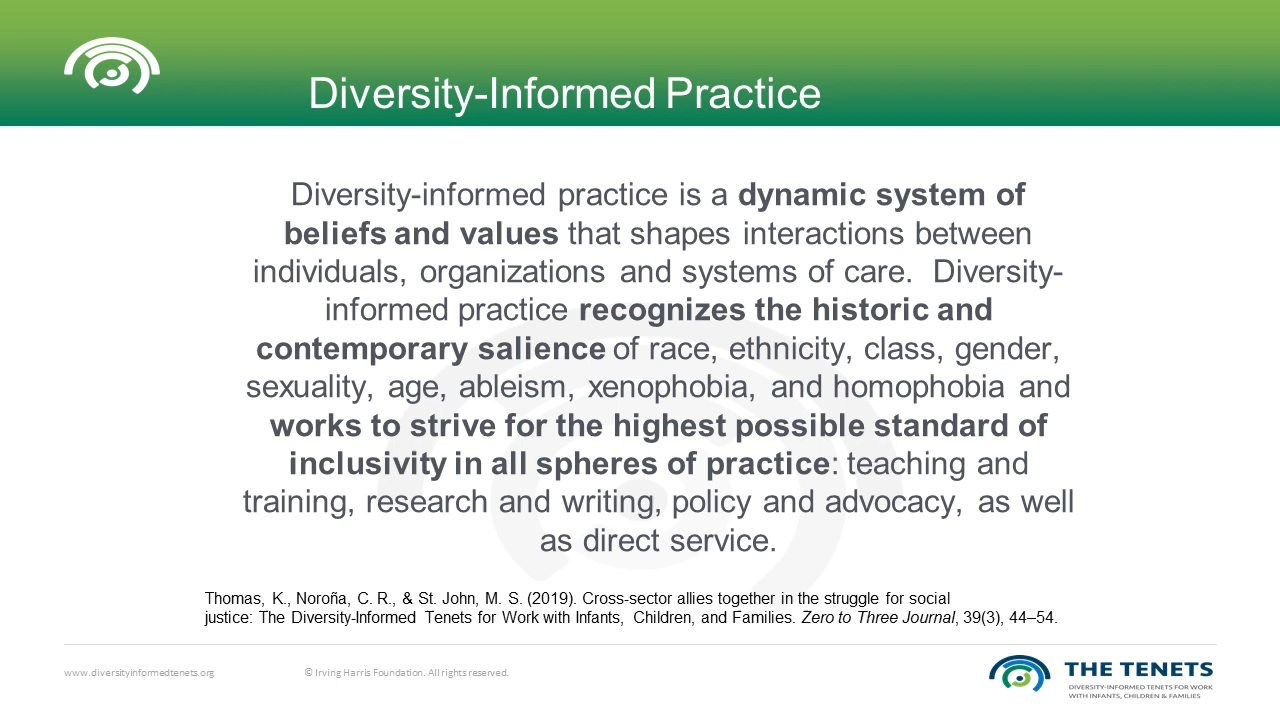 Diversity-Informed Practice
Diversity-informed practice is a dynamic system of
beliefs and values that shapes interactions between
individuals, organizations and systems of care. Diversity-
informed practice recognizes the historic and
contemporary salience of race, ethnicity, class, gender,
sexuality, age, ableism, xenophobia, and homophobia and
works to strive for the highest possible standard of
inclusivity in all spheres of practice: teaching and
training, research and writing, policy and advocacy, as well
as direct service.
Thomas, K., Noroña, C. R., & St. John, M. S. (2019). Cross-sector allies together in the struggle for social
justice: The Diversity-Informed Tenets for Work with Infants, Children, and Families. Zero to Three Journal, 39(3), 44–54.
www.diversityinformedtenets.org
© Irving Harris Foundation. All rights reserved.
THE TENETS
DIVERSITY-INFORMED TENETS FOR WORK
WITH INFANTS, CHILDREN & FAMILIES